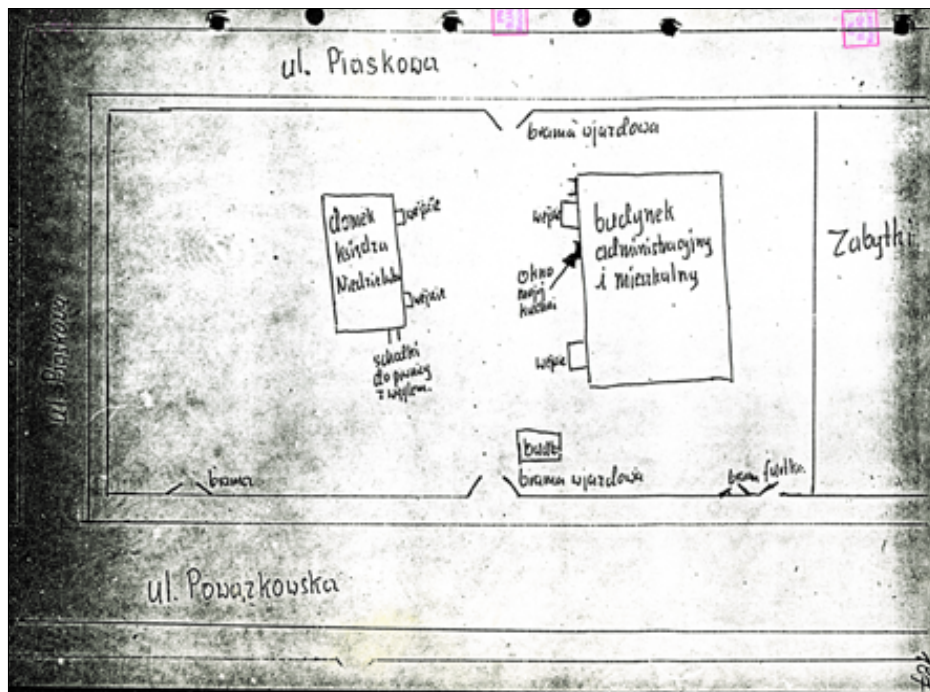 ul. Piaskowa
brama wjazdowa
domek
księdza
Niedzielaka
wejście
wejście
schodki
do piwnicy
z węglem.
wejście
okno
mojej
kuchni
wejście
budynek
administracyjny
i mieszkalny
Zabytki
ul. Piaskowa
budka
brama
brama wjazdowa
furtka.
ul. Powązkowska
107